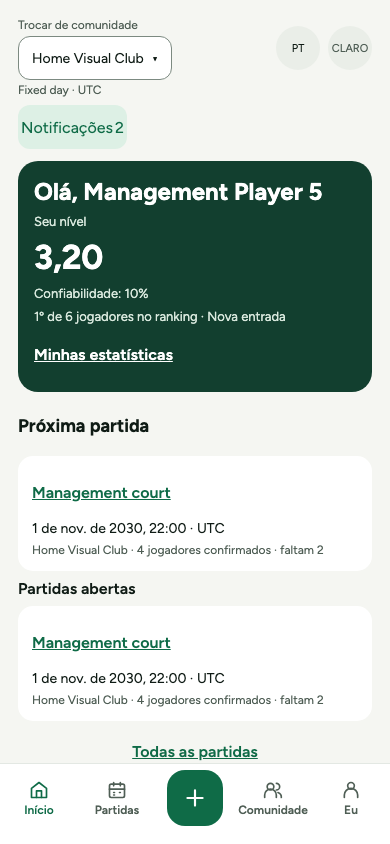 Trocar de comunidade
Home Visual Club
Fixed day · UTC
PT
CLARO
Notificações 2
Olá, Management Player 5
Seu nível
3,20
Confiabilidade: 10%
1º de 6 jogadores no ranking · Nova entrada
Minhas estatísticas
Próxima partida
Management court
1 de nov. de 2030, 22:00 · UTC
Home Visual Club · 4 jogadores confirmados · faltam 2
Partidas abertas
Management court
1 de nov. de 2030, 22:00 · UTC
Home Visual Club · 4 jogadores confirmados · faltam 2
Todas as partidas
Início
Partidas
Comunidade
Eu